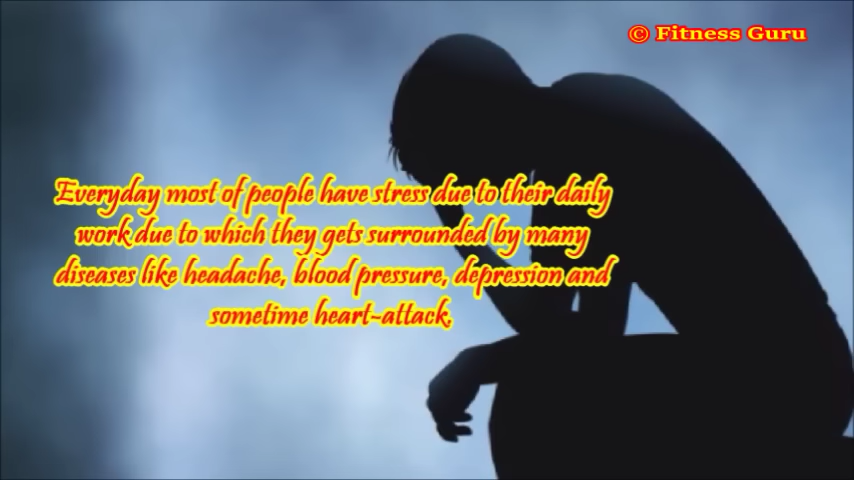 © Fitness Guru
Everyday most of people have stress due to their daily
work due to which they gets surrounded by many
diseases like headache, blood pressure, depression and
sometime heart-attack.